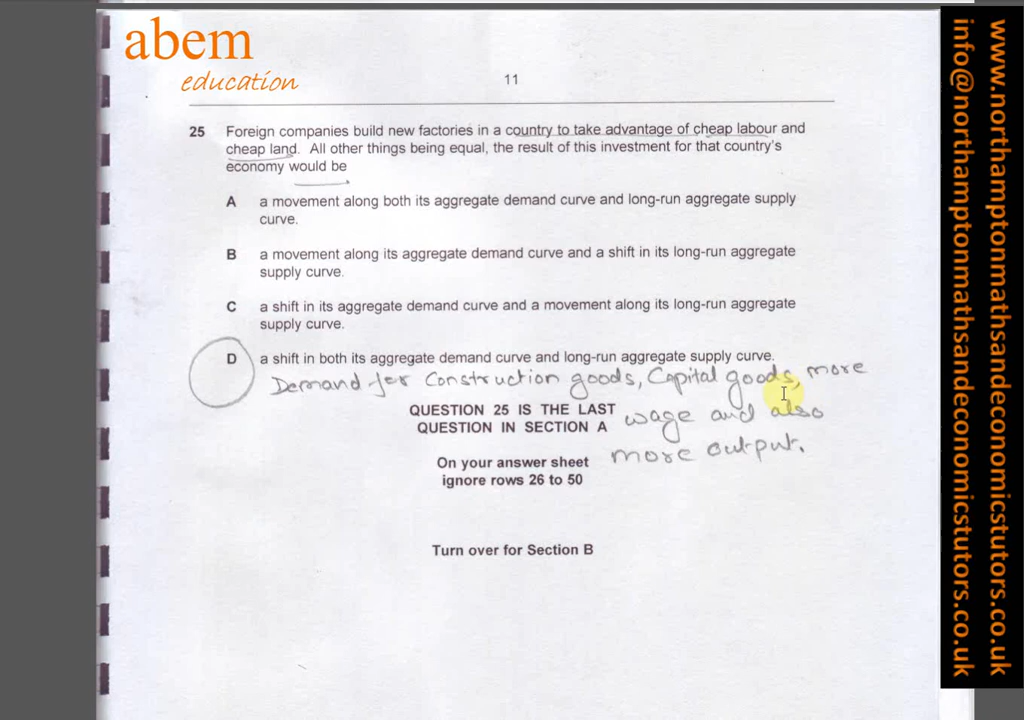 abem
education
11
25 Foreign companies build new factories in a country to take advantage of cheap labour and
cheap land. All other things being equal, the result of this investment for that country's
economy would be
A a movement along both its aggregate demand curve and long-run aggregate supply
curve.
B a movement along its aggregate demand curve and a shift in its long-run aggregate
supply curve.
C a shift in its aggregate demand curve and a movement along its long-run aggregate
supply curve.
D a shift in both its aggregate demand curve and long-run aggregate supply curve.
Demand for Construction goods, Capital goods, more
wage and also
more output.
QUESTION 25 IS THE LAST
QUESTION IN SECTION A
On your answer sheet
ignore rows 26 to 50
Turn over for Section B
www.northamptonmathsandeconomicstutors.co.uk
info@northamptonmathsandeconomicstutors.co.uk